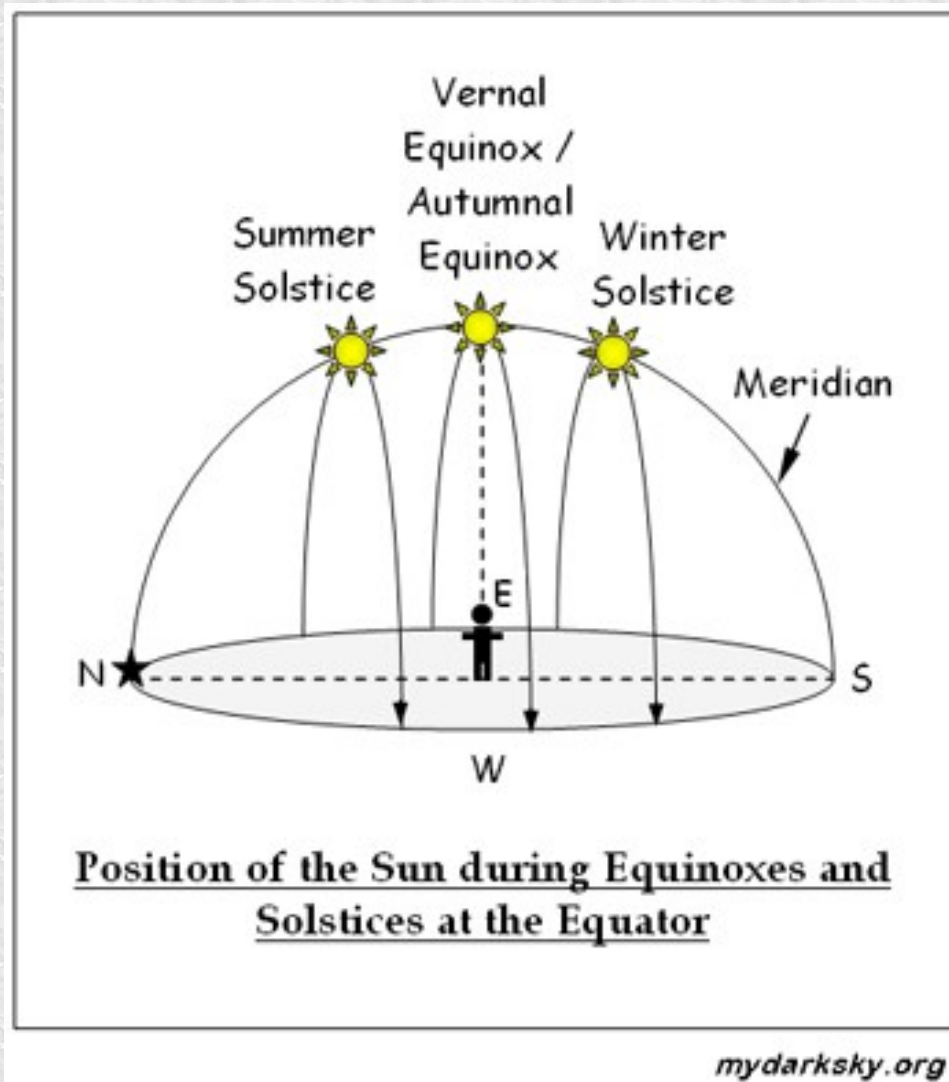 Vernal
Equinox /
Autumnal
Equinox
Summer
Solstice
Winter
Solstice
Meridian
E
N
S
W
Position of the Sun during Equinoxes and
Solstices at the Equator
mydarksky.org